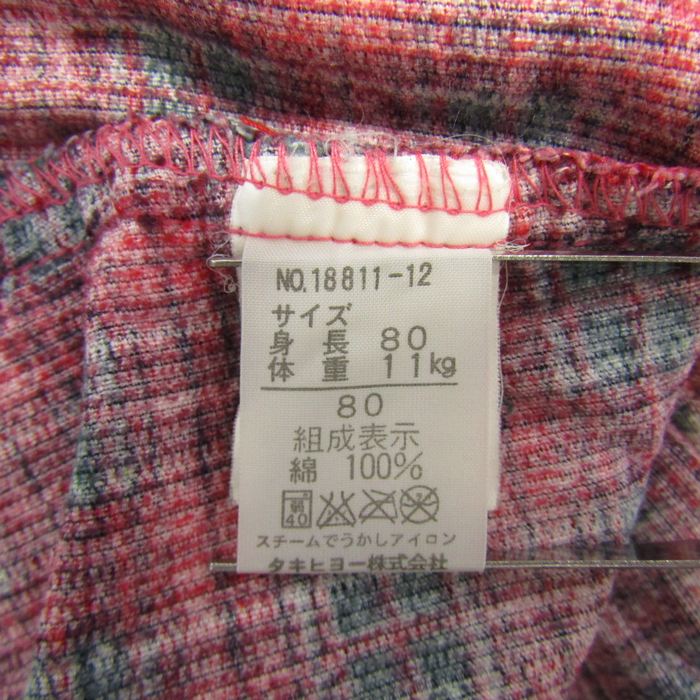 NO.18811-12
サイズ
身長 80
体重 11kg
80
組成表示
綿 100%
弱 40
スチームでうかしアイロン
タキヒヨー株式会社